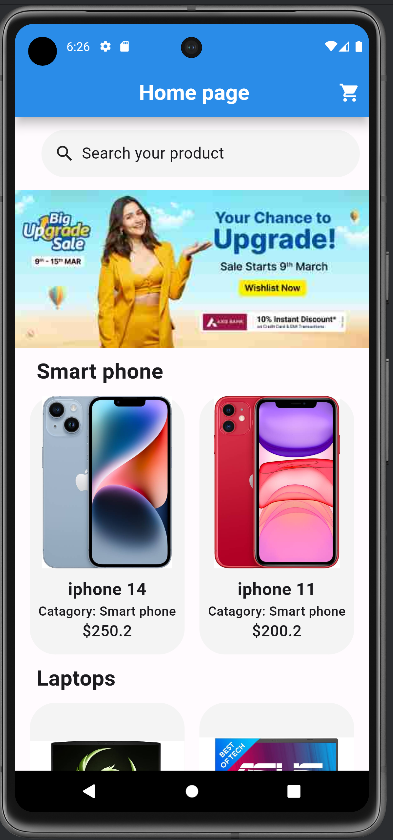 6:26
Home page
Search your product
Big
Upgrade
Sale
9th - 15th MAR
Your Chance to
Upgrade!
Sale Starts 9th March
Wishlist Now
AXIS BANK
10% Instant Discount*
on Credit Card & EMI Transactions
Smart phone
iphone 14
Catagory: Smart phone
$250.2
iphone 11
Catagory: Smart phone
$200.2
Laptops
BEST
OF TECH